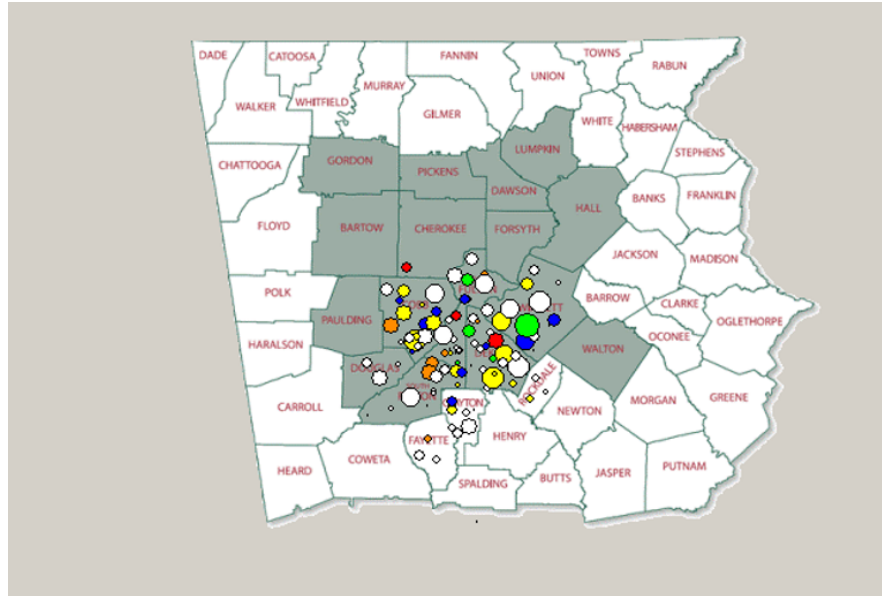 DADE
CATOOSA
FANNIN
TOWNS
UNION
RABUN
MURRAY
WHITFIELD
WALKER
GILMER
WHITE
HABERSHAM
LUMPKIN
STEPHENS
GORDON
CHATTOOGA
PICKENS
DAWSON
BANKS
FRANKLIN
HALL
FLOYD
BARTOW
CHEROKEE
FORSYTH
JACKSON
MADISON
POLK
BARROW
CLARKE
OGLETHORPE
PAULDING
OCONEE
HARALSON
WALTON
DOUGLAS
ROCKDALE
CARROLL
MORGAN
GREENE
NEWTON
HENRY
FAYETTE
COWETA
HEARD
PUTNAM
JASPER
BUTTS
SPALDING